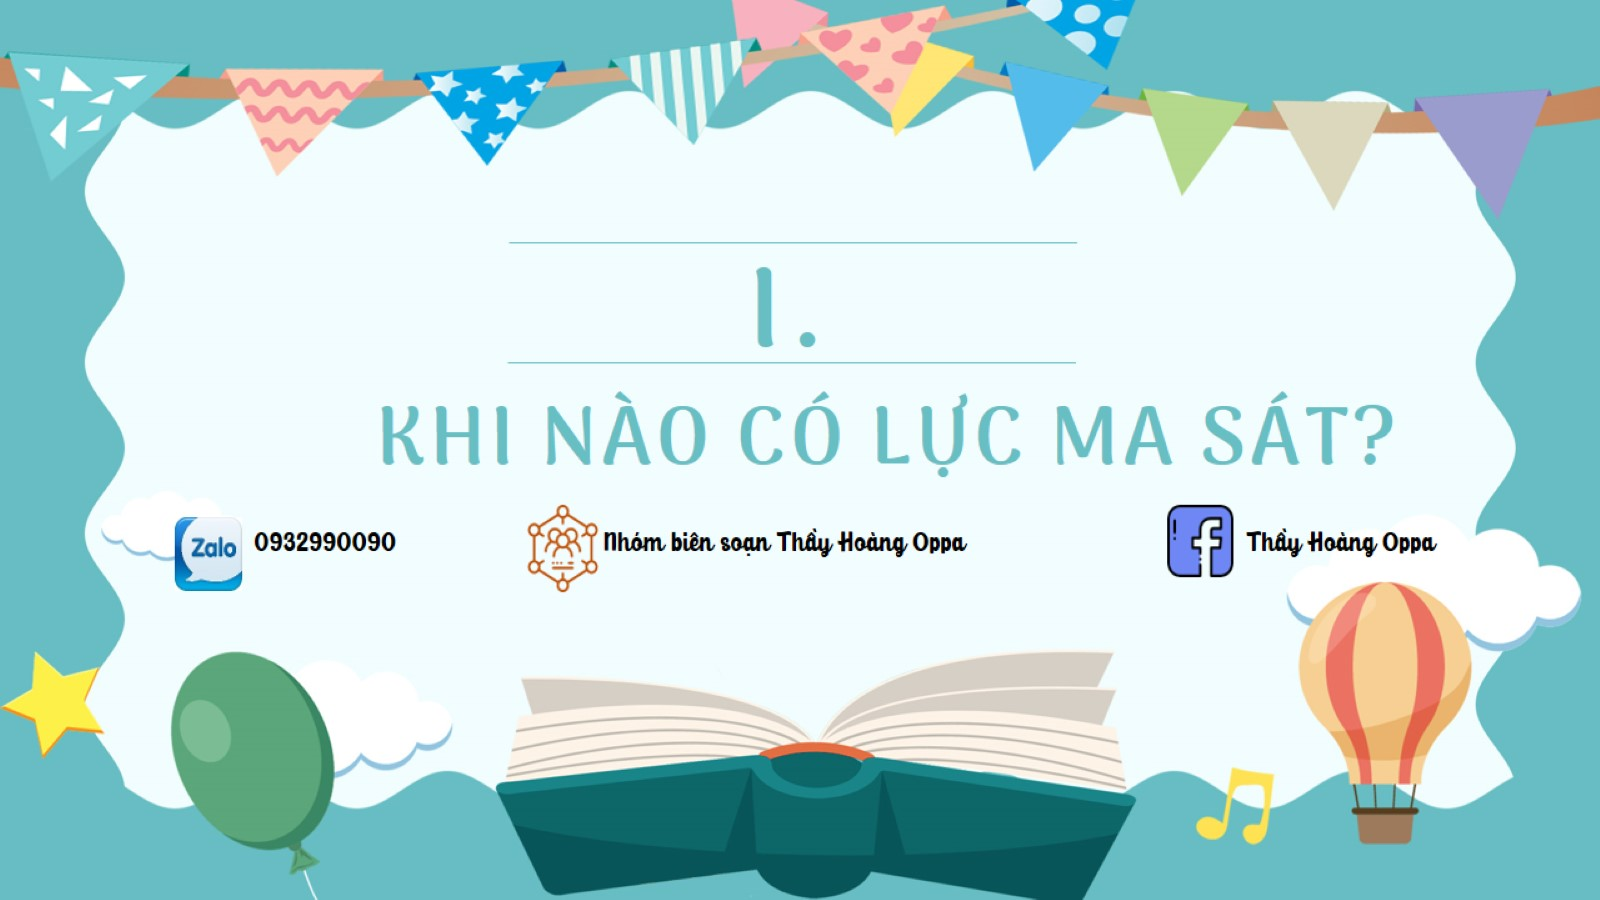 I.
KHI NÀO CÓ LỰC MA SÁT?
Zalo 0932990090
Nhóm biên soạn Thầy Hoàng Oppa
f Thầy Hoàng Oppa